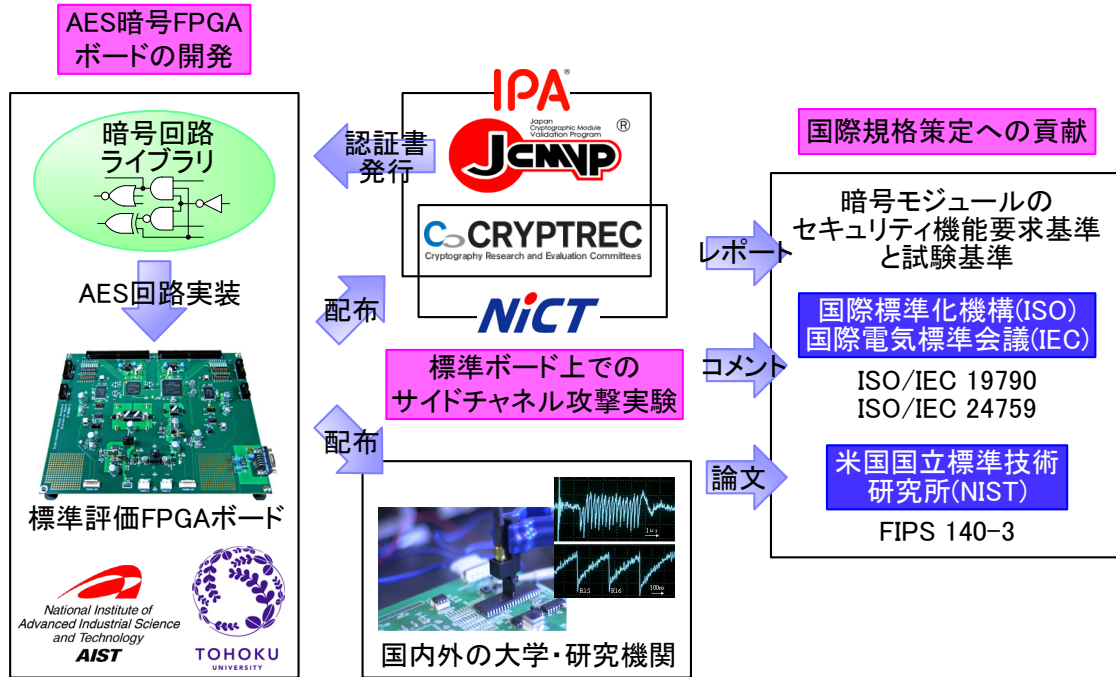 AES暗号FPGA
ボードの開発
暗号回路
ライブラリ
AES回路実装
標準評価FPGAボード
National Institute of
Advanced Industrial Science
and Technology
AIST
TOHOKU
UNIVERSITY
認証書
発行
配布
配布
IPA®
Japan
Cryptographic Module
Validation Program
®
JCMVP
CRYPTREC
Cryptography Research and Evaluation Committees
NICT
標準ボード上での
サイドチャネル攻撃実験
1μs
R15
R16
100ns
国内外の大学・研究機関
レポート
コメント
論文
国際規格策定への貢献
暗号モジュールの
セキュリティ機能要求基準
と試験基準
国際標準化機構(ISO)
国際電気標準会議(IEC)
ISO/IEC 19790
ISO/IEC 24759
米国国立標準技術
研究所(NIST)
FIPS 140-3